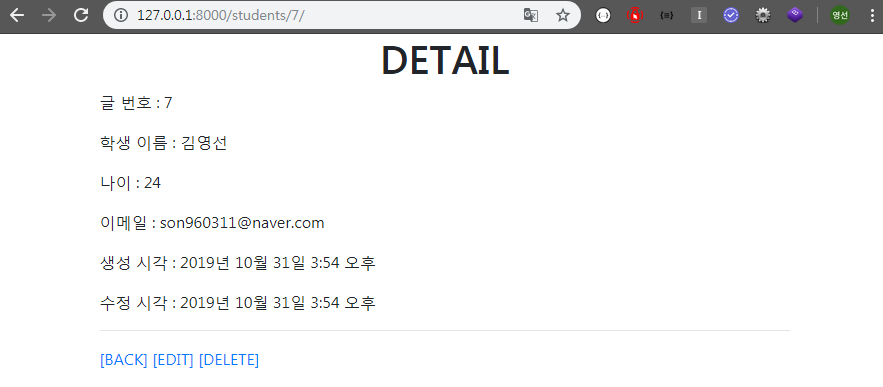 127.0.0.1:8000/students/7/
영선
DETAIL
글 번호 : 7
학생 이름 : 김영선
나이 : 24
이메일 : son960311@naver.com
생성 시각 : 2019년 10월 31일 3:54 오후
수정 시각 : 2019년 10월 31일 3:54 오후
[BACK] [EDIT] [DELETE]